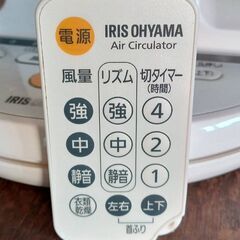 電源 IRIS OHYAMA
Air Circulator
風量 リズム 切タイマー
(時間)
強 強 4
中 中 2
静音 静音 1
衣類乾燥 左右 上下
首ふり
IRIS